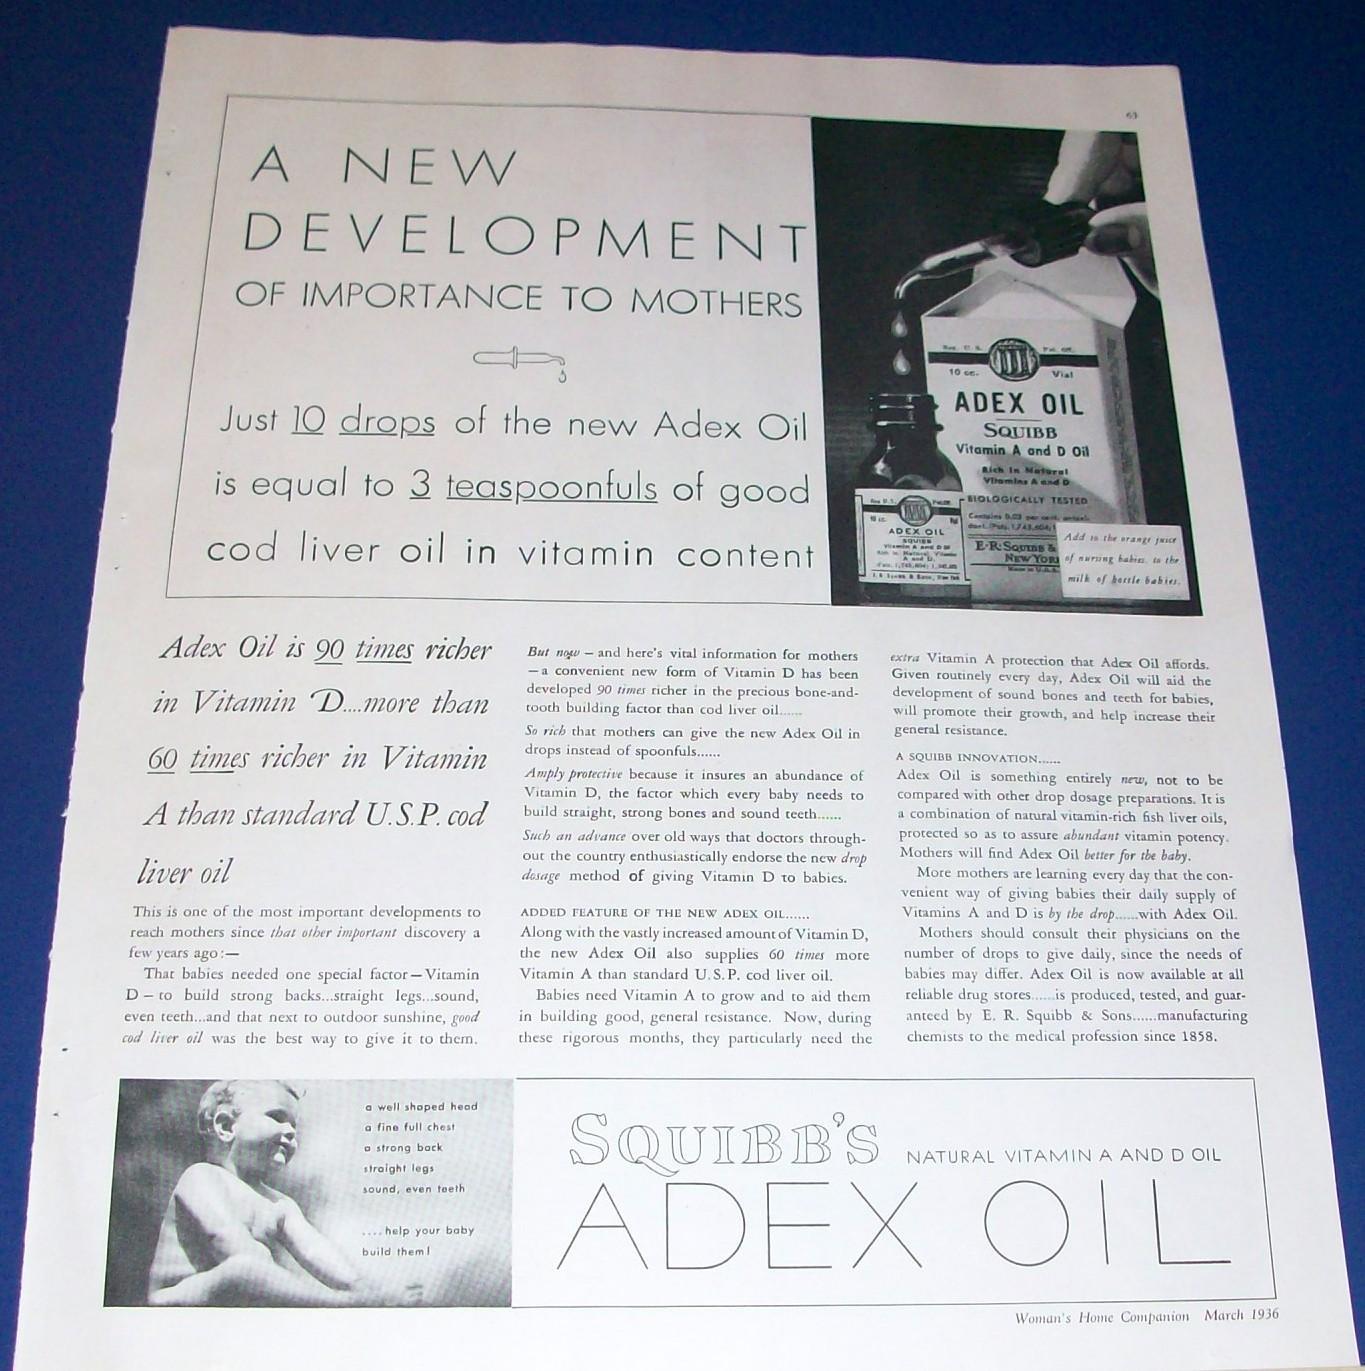 63
A NEW
DEVELOPMENT
OF IMPORTANCE TO MOTHERS
Just 10 drops of the new Adex Oil
is equal to 3 teaspoonfuls of good
cod liver oil in vitamin content
Reg. U. S. Pat. Off.
10 cc. Vial
ADEX OIL
SQUIBB
Vitamin A and D Oil
Rich in Natural
Vitamins A and D
BIOLOGICALLY TESTED
E·R·SQUIBB &
NEW YORK
ADEX OIL
SQUIBB
Vitamin A and D Oil
Rich in Natural Vitamin
A and D.
Add to the orange juice
of nursing babies, to the
milk of bottle babies.
Adex Oil is 90 times richer
in Vitamin D....more than
60 times richer in Vitamin
A than standard U.S.P. cod
liver oil
This is one of the most important developments to
reach mothers since that other important discovery a
few years ago:—
That babies needed one special factor—Vitamin
D—to build strong backs...straight legs...sound,
even teeth...and that next to outdoor sunshine, good
cod liver oil was the best way to give it to them.
But now – and here's vital information for mothers
—a convenient new form of Vitamin D has been
developed 90 times richer in the precious bone-and-
tooth building factor than cod liver oil......
So rich that mothers can give the new Adex Oil in
drops instead of spoonfuls......
Amply protective because it insures an abundance of
Vitamin D, the factor which every baby needs to
build straight, strong bones and sound teeth......
Such an advance over old ways that doctors through-
out the country enthusiastically endorse the new drop
dosage method of giving Vitamin D to babies.
ADDED FEATURE OF THE NEW ADEX OIL......
Along with the vastly increased amount of Vitamin D,
the new Adex Oil also supplies 60 times more
Vitamin A than standard U.S.P. cod liver oil.
Babies need Vitamin A to grow and to aid them
in building good, general resistance. Now, during
these rigorous months, they particularly need the
extra Vitamin A protection that Adex Oil affords.
Given routinely every day, Adex Oil will aid the
development of sound bones and teeth for babies,
will promote their growth, and help increase their
general resistance.
A SQUIBB INNOVATION......
Adex Oil is something entirely new, not to be
compared with other drop dosage preparations. It is
a combination of natural vitamin-rich fish liver oils,
protected so as to assure abundant vitamin potency.
Mothers will find Adex Oil better for the baby.
More mothers are learning every day that the con-
venient way of giving babies their daily supply of
Vitamins A and D is by the drop......with Adex Oil.
Mothers should consult their physicians on the
number of drops to give daily, since the needs of
babies may differ. Adex Oil is now available at all
reliable drug stores......is produced, tested, and guar-
anteed by E. R. Squibb & Sons......manufacturing
chemists to the medical profession since 1858.
a well shaped head
a fine full chest
a strong back
straight legs
sound, even teeth
....help your baby
build them!
SQUIBB'S NATURAL VITAMIN A AND D OIL
ADEX OIL
Woman's Home Companion March 1936